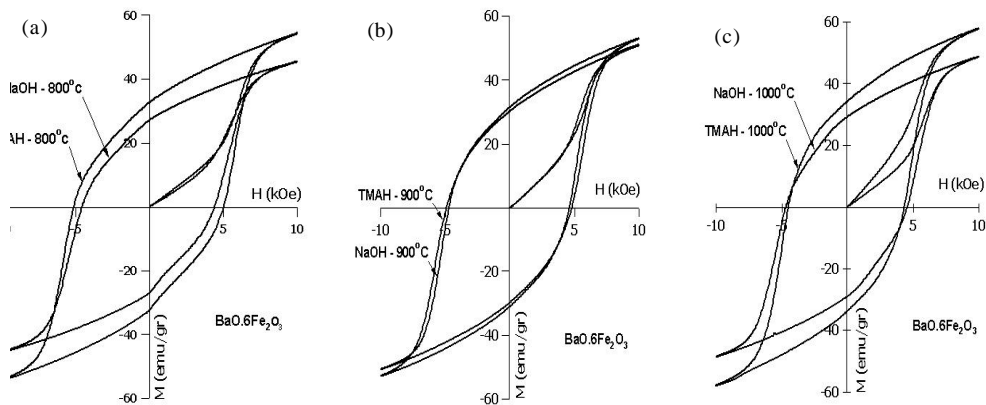 (a)
60
40
20
-20
-40
-60
-5
5
10
H (kOe)
M (emu/gr)
NaOH - 800°c
AH - 800°c
BaO.6Fe₂O₃
(b)
60
40
20
-20
-40
-60
-10
-5
5
10
H (kOe)
M (emu/gr)
TMAH - 900°C
NaOH - 900°C
BaO.6Fe₂O₃
(c)
60
40
20
-20
-40
-60
-10
-5
5
10
H (kOe)
M (emu/gr)
NaOH - 1000°C
TMAH - 1000°C
BaO.6Fe₂O₃